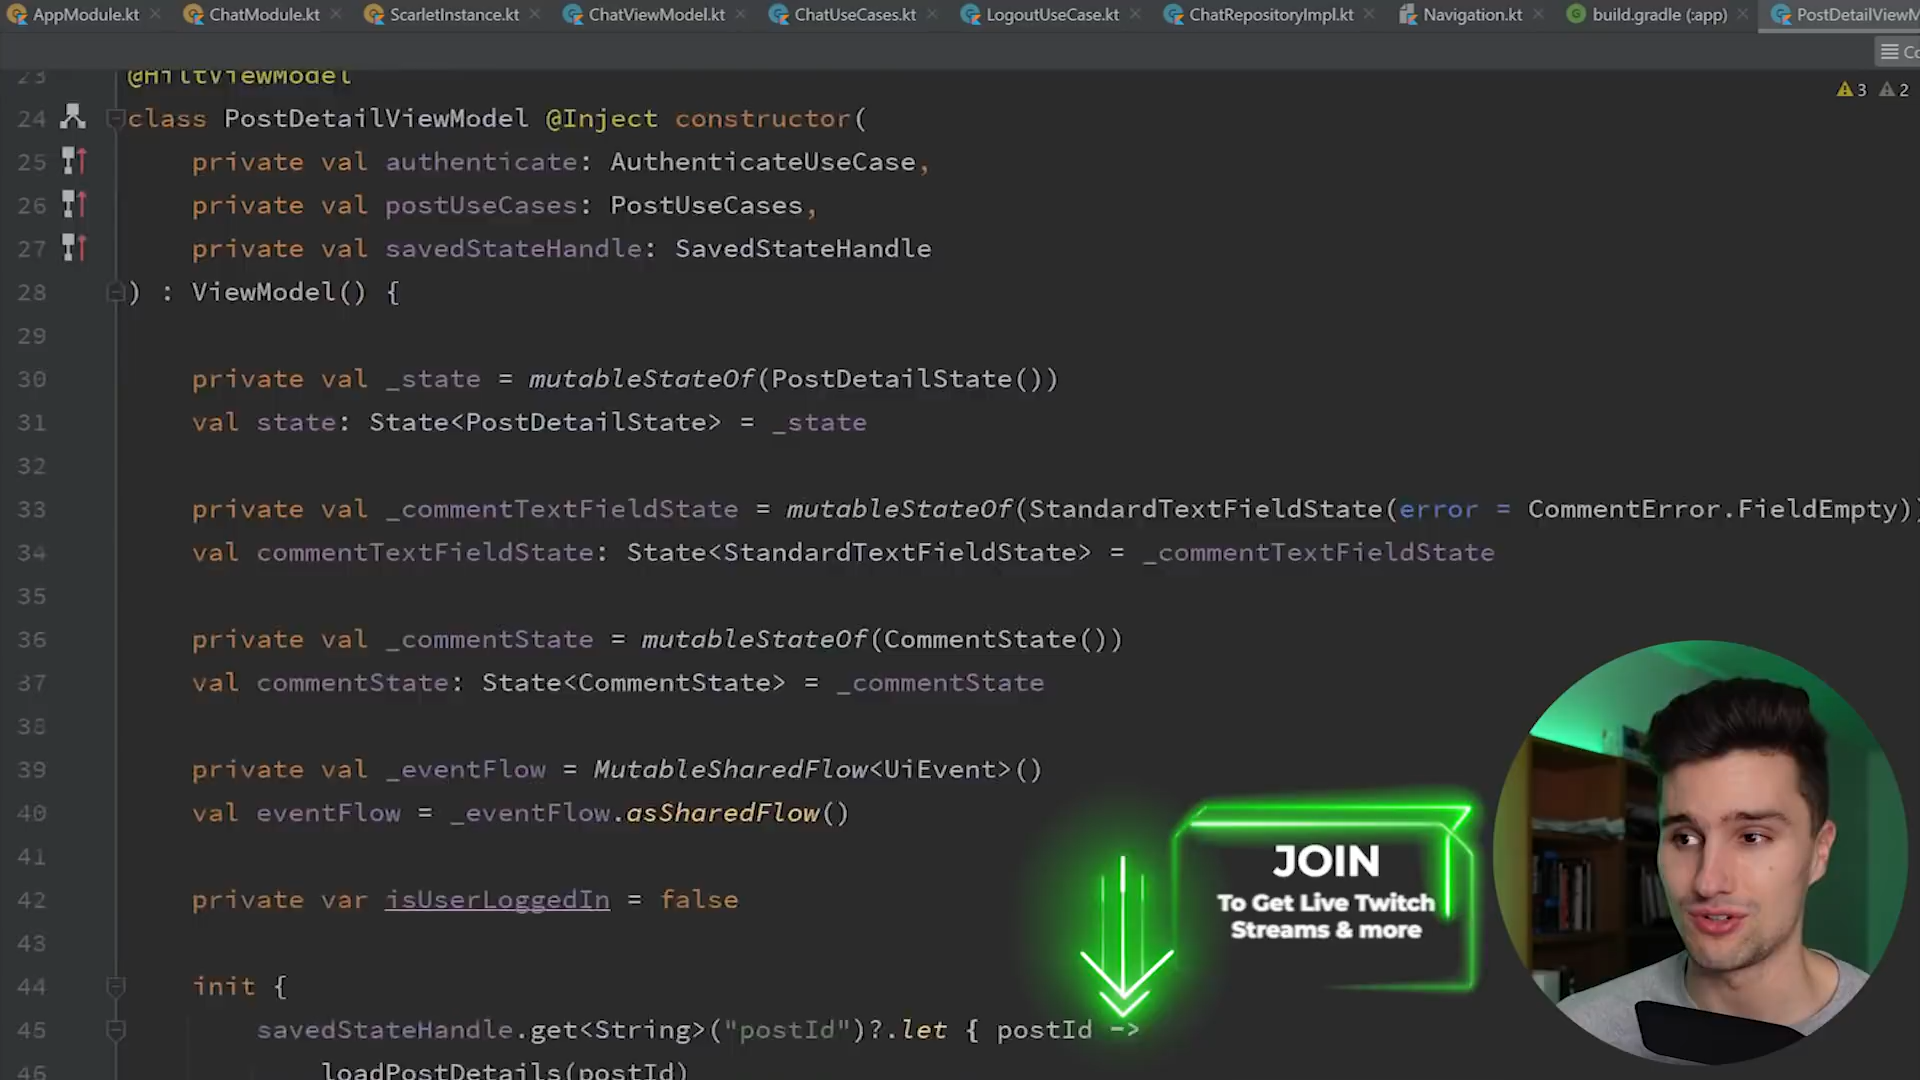 AppModule.kt ChatModule.kt ScarletInstance.kt ChatViewModel.kt ChatUseCases.kt LogoutUseCase.kt ChatRepositoryImpl.kt Navigation.kt build.gradle (:app) PostDetailViewM
Co
3 2
23 @HiltViewModel
24 class PostDetailViewModel @Inject constructor(
25 private val authenticate: AuthenticateUseCase,
26 private val postUseCases: PostUseCases,
27 private val savedStateHandle: SavedStateHandle
28 ) : ViewModel() {
29
30 private val _state = mutableStateOf(PostDetailState())
31 val state: State<PostDetailState> = _state
32
33 private val _commentTextFieldState = mutableStateOf(StandardTextFieldState(error = CommentError.FieldEmpty))
34 val commentTextFieldState: State<StandardTextFieldState> = _commentTextFieldState
35
36 private val _commentState = mutableStateOf(CommentState())
37 val commentState: State<CommentState> = _commentState
38
39 private val _eventFlow = MutableSharedFlow<UiEvent>()
40 val eventFlow = _eventFlow.asSharedFlow()
41
42 private var isUserLoggedIn = false
43
44 init {
45 savedStateHandle.get<String>("postId")?.let { postId ->
46 loadPostDetails(postId)
JOIN
To Get Live Twitch
Streams & more